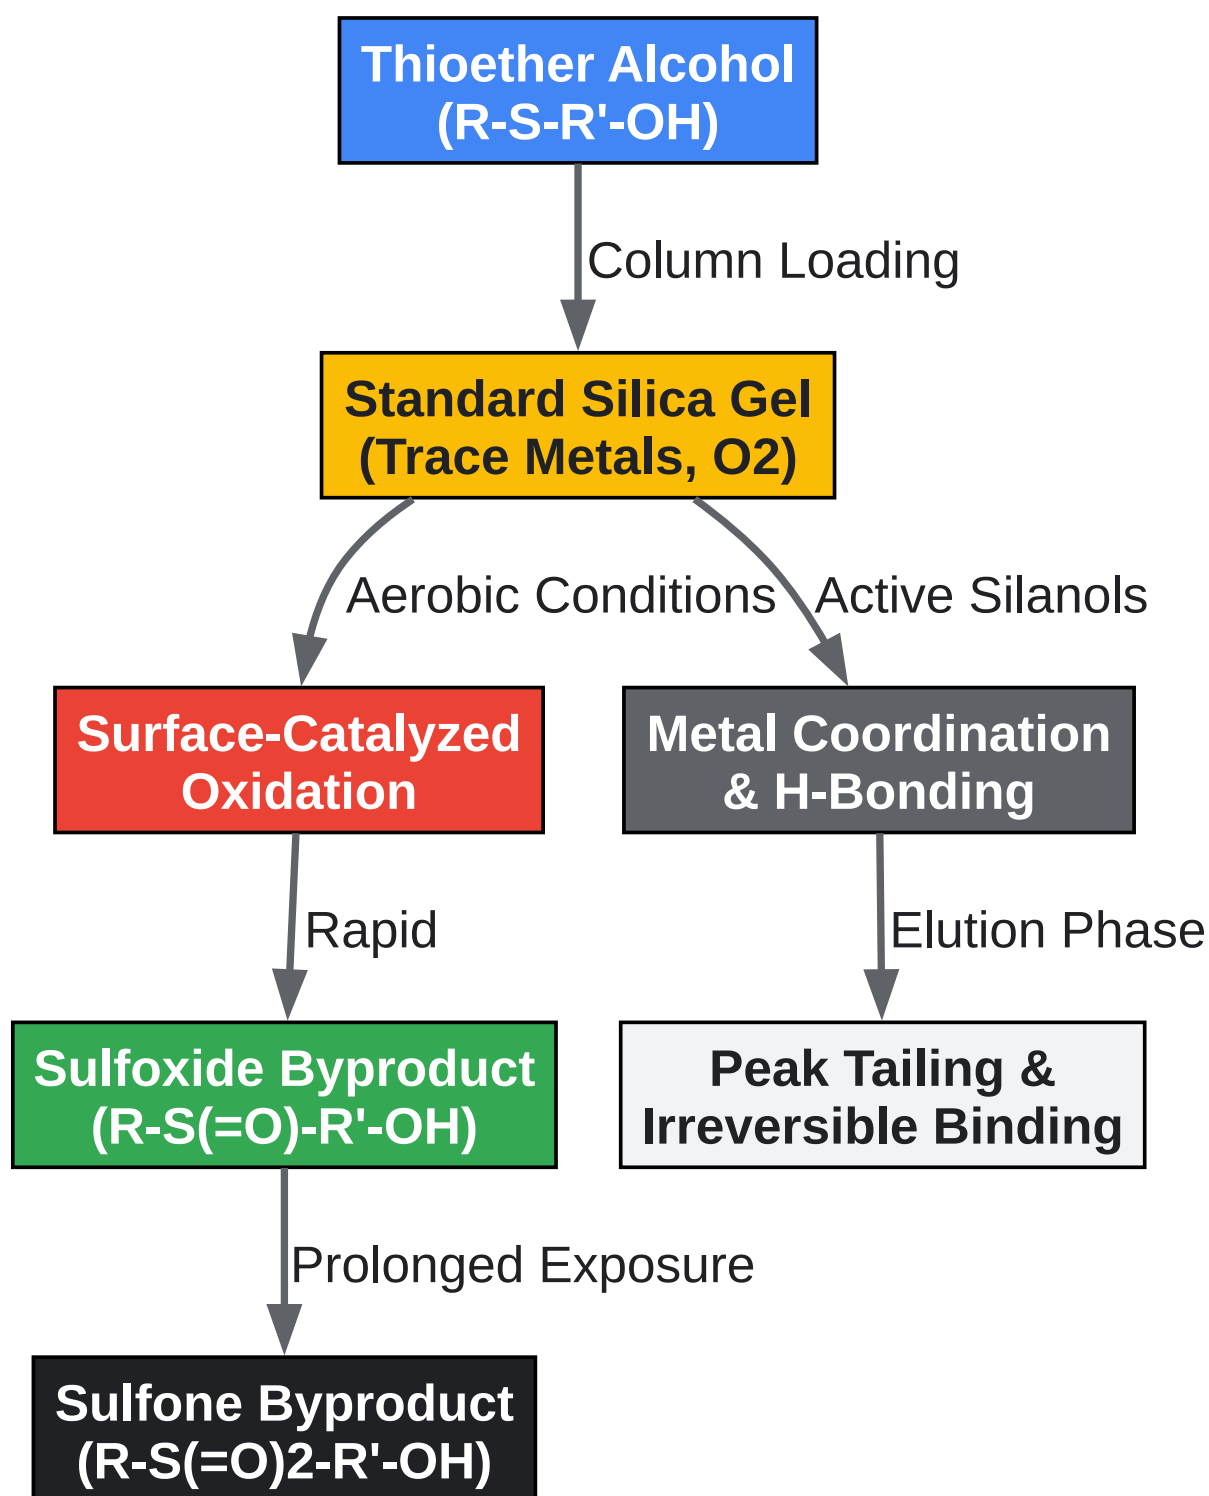 Thioether Alcohol
(R-S-R'-OH)
Column Loading
Standard Silica Gel
(Trace Metals, O2)
Aerobic Conditions
Active Silanols
Surface-Catalyzed
Oxidation
Metal Coordination
& H-Bonding
Rapid
Elution Phase
Sulfoxide Byproduct
(R-S(=O)-R'-OH)
Peak Tailing &
Irreversible Binding
Prolonged Exposure
Sulfone Byproduct
(R-S(=O)2-R'-OH)